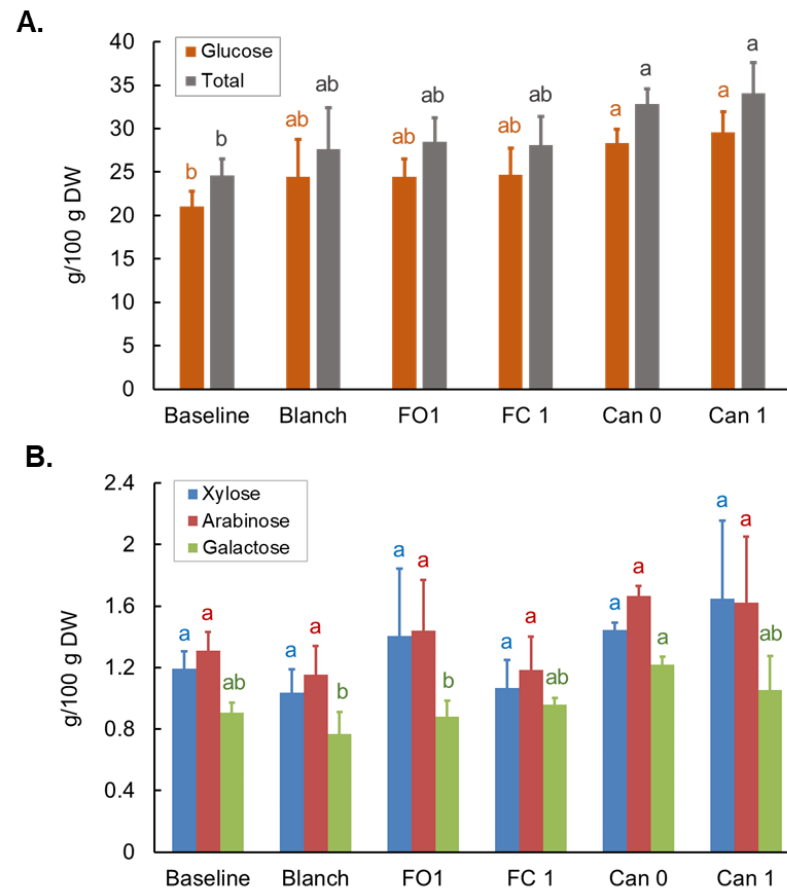 A.
40
35
30
25
20
15
10
5
0
g/100 g DW
Glucose
Total
b
b
ab
ab
ab
ab
ab
ab
a
a
a
a
Baseline Blanch FO1 FC 1 Can 0 Can 1
B.
2.4
2
1.6
1.2
0.8
0.4
0
g/100 g DW
Xylose
Arabinose
Galactose
a
a
ab
a
a
b
a
a
b
a
a
ab
a
a
a
a
a
ab
Baseline Blanch FO1 FC 1 Can 0 Can 1